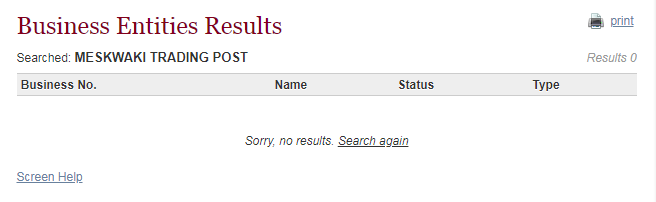 Business Entities Results
print
Searched: MESKWAKI TRADING POST
Results 0
Business No. Name Status Type
Sorry, no results. Search again
Screen Help